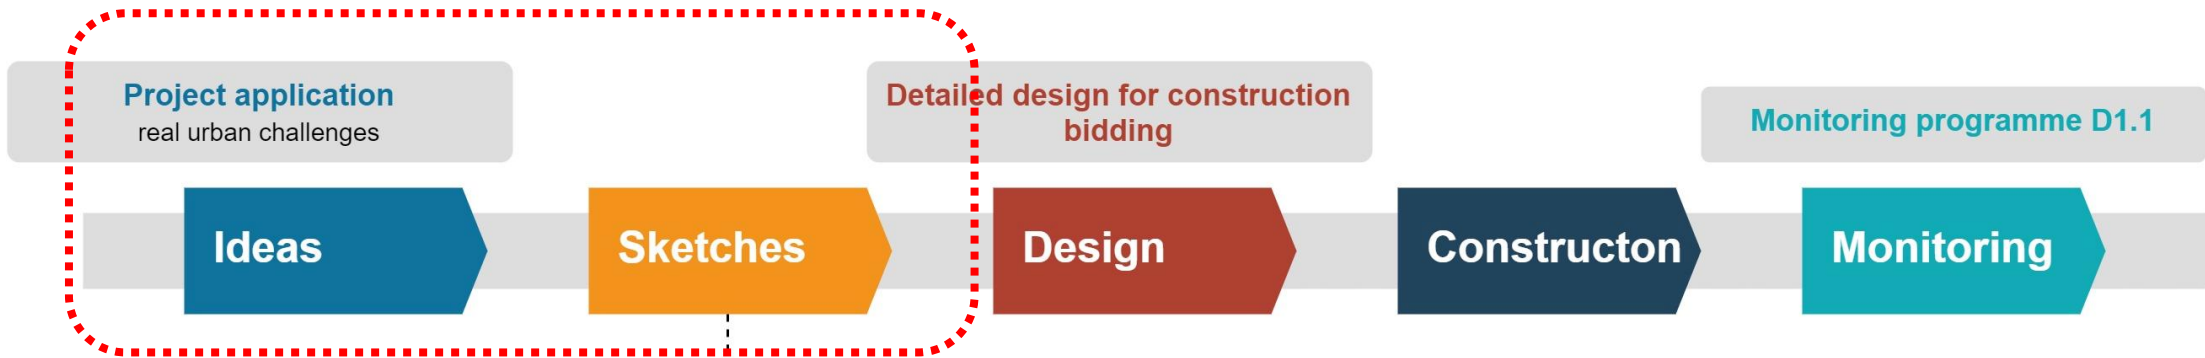 Project application
real urban challenges
Detailed design for construction
bidding
Monitoring programme D1.1
Ideas
Sketches
Design
Constructon
Monitoring